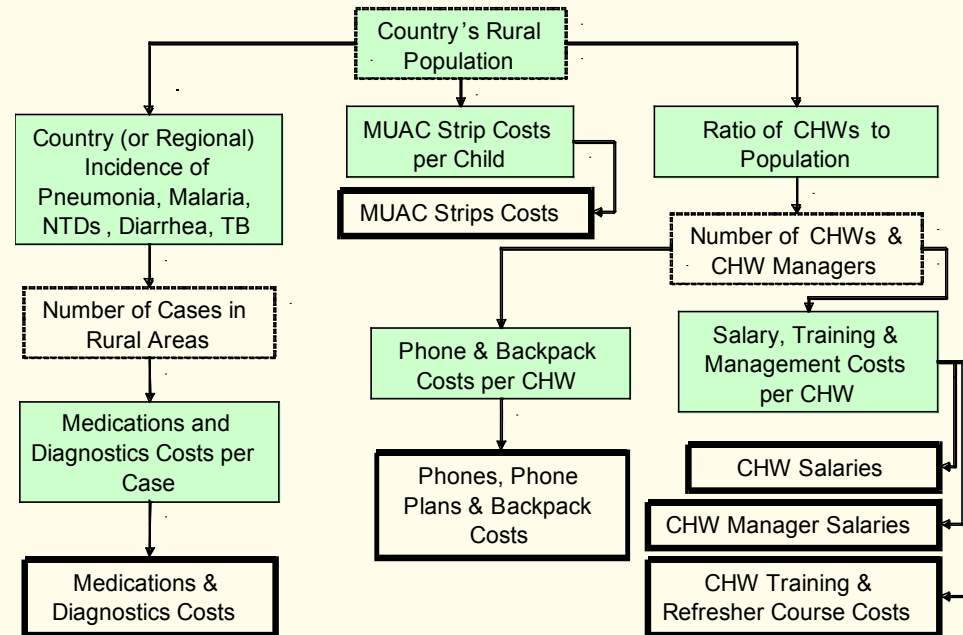 Country’s Rural
Population
Country (or Regional)
Incidence of
Pneumonia, Malaria,
NTDs , Diarrhea, TB
MUAC Strip Costs
per Child
Ratio of CHWs to
Population
MUAC Strips Costs
Number of CHWs &
CHW Managers
Number of Cases in
Rural Areas
Phone & Backpack
Costs per CHW
Salary, Training &
Management Costs
per CHW
Medications and
Diagnostics Costs per
Case
Phones, Phone
Plans & Backpack
Costs
CHW Salaries
CHW Manager Salaries
Medications &
Diagnostics Costs
CHW Training &
Refresher Course Costs